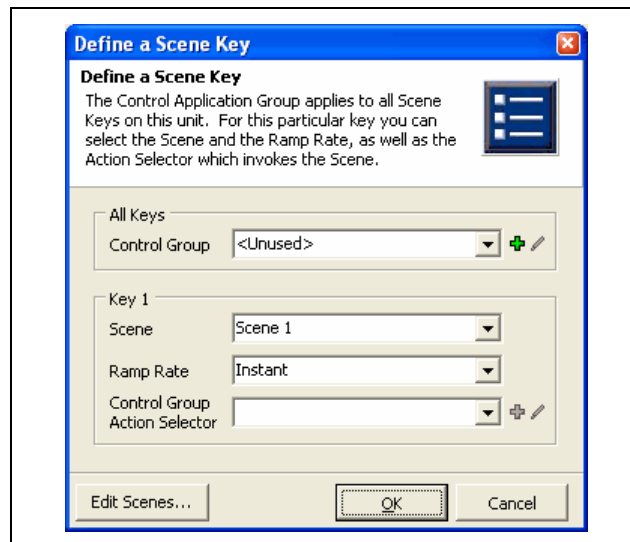 Define a Scene Key
Define a Scene Key
The Control Application Group applies to all Scene
Keys on this unit. For this particular key you can
select the Scene and the Ramp Rate, as well as the
Action Selector which invokes the Scene.
All Keys
Control Group <Unused>
Key 1
Scene Scene 1
Ramp Rate Instant
Control Group
Action Selector
Edit Scenes... OK Cancel